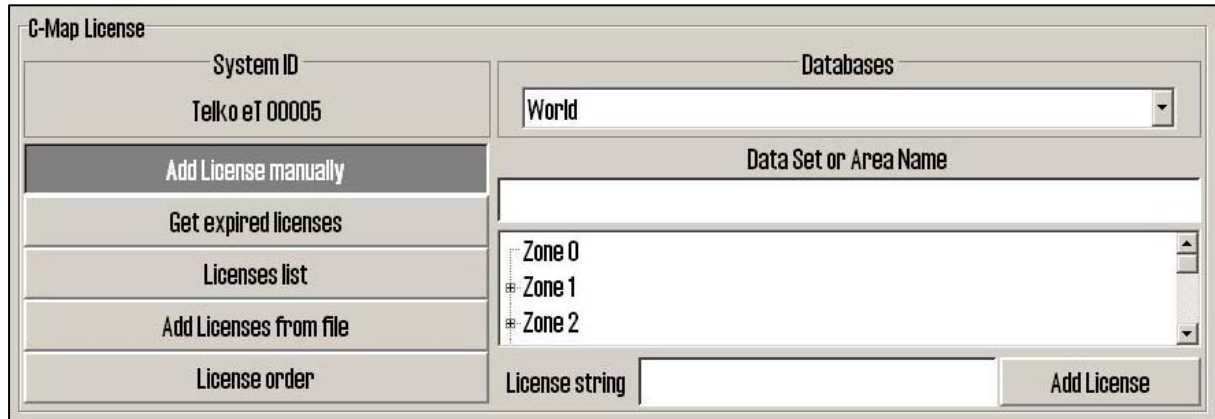 C-Map License
System ID
Telko eT 00005
Add License manually
Get expired licenses
Licenses list
Add Licenses from file
License order
Databases
World
Data Set or Area Name
Zone 0
Zone 1
Zone 2
License string
Add License